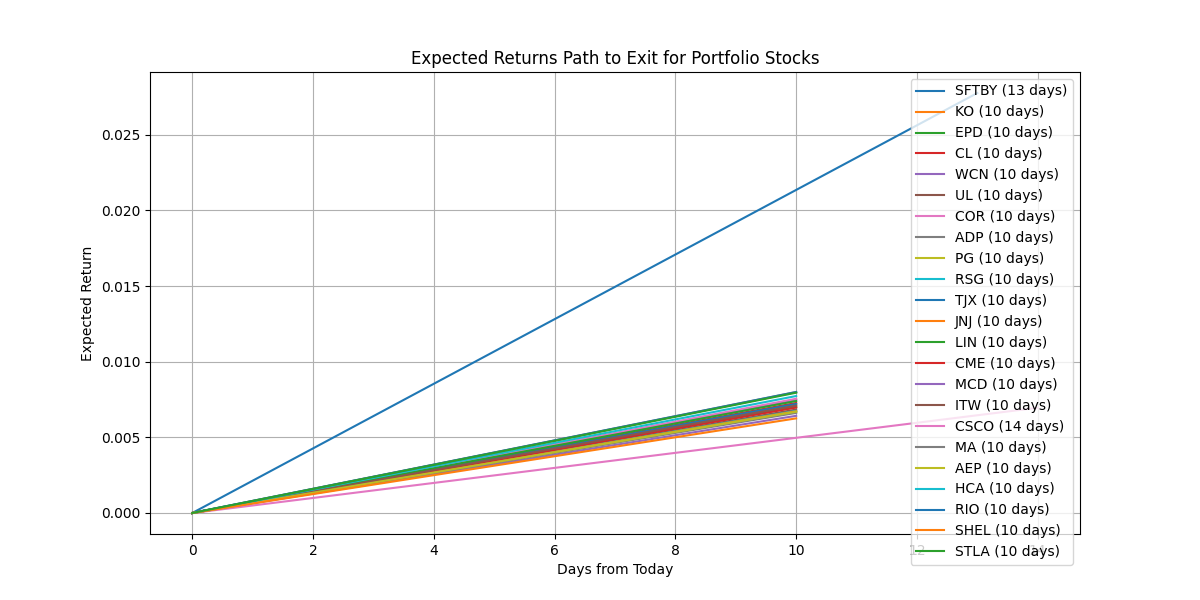 Expected Returns Path to Exit for Portfolio Stocks
Expected Return
0.025
0.020
0.015
0.010
0.005
0.000
0 2 4 6 8 10 12
Days from Today
SFTBY (13 days)
KO (10 days)
EPD (10 days)
CL (10 days)
WCN (10 days)
UL (10 days)
COR (10 days)
ADP (10 days)
PG (10 days)
RSG (10 days)
TJX (10 days)
JNJ (10 days)
LIN (10 days)
CME (10 days)
MCD (10 days)
ITW (10 days)
CSCO (14 days)
MA (10 days)
AEP (10 days)
HCA (10 days)
RIO (10 days)
SHEL (10 days)
STLA (10 days)